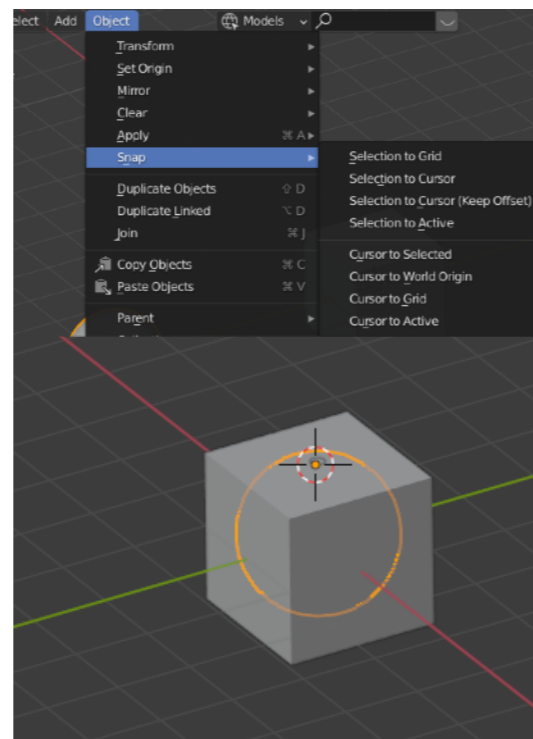 elect Add Object Models
Transform
Set Origin
Mirror
Clear
Apply ⌘ A
Snap
Duplicate Objects ⇧ D
Duplicate Linked ⌥ D
Join ⌘ J
Copy Objects ⌘ C
Paste Objects ⌘ V
Parent
Selection to Grid
Selection to Cursor
Selection to Cursor (Keep Offset)
Selection to Active
Cursor to Selected
Cursor to World Origin
Cursor to Grid
Cursor to Active